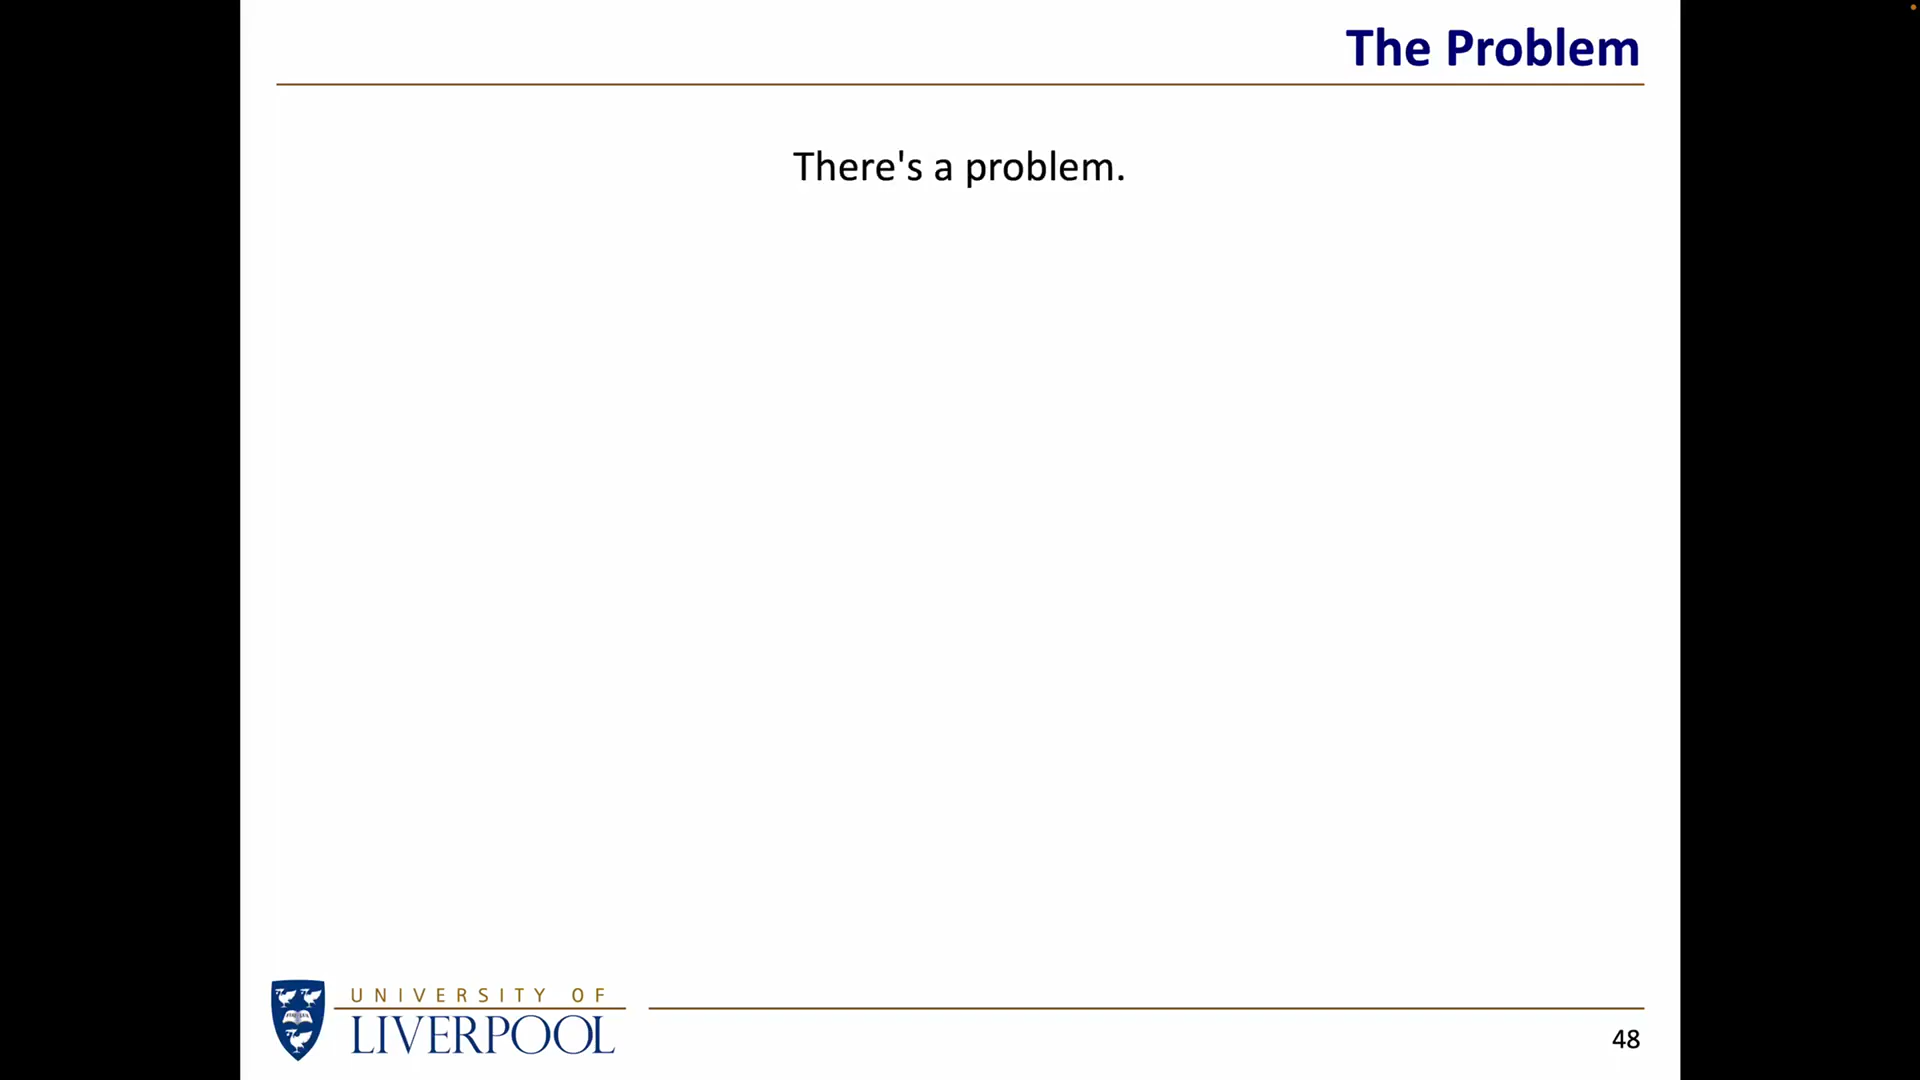 The Problem
There's a problem.
UNIVERSITY OF
LIVERPOOL
48